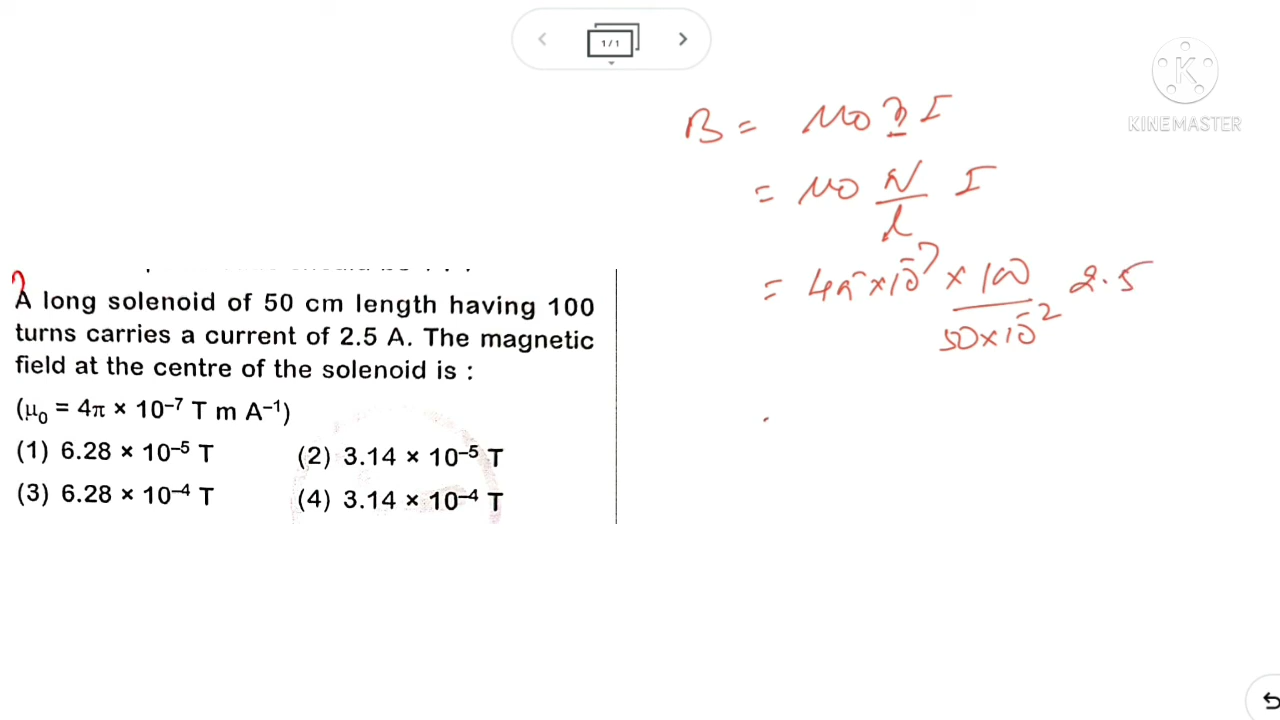 1 / 1
K
KINEMASTER
B = μ0 n I
= μ0 N/l I
= 4π×10⁻⁷ × 100/50×10⁻² 2.5
A long solenoid of 50 cm length having 100
turns carries a current of 2.5 A. The magnetic
field at the centre of the solenoid is :
(μ₀ = 4π × 10⁻⁷ T m A⁻¹)
(1) 6.28 × 10⁻⁵ T (2) 3.14 × 10⁻⁵ T
(3) 6.28 × 10⁻⁴ T (4) 3.14 × 10⁻⁴ T